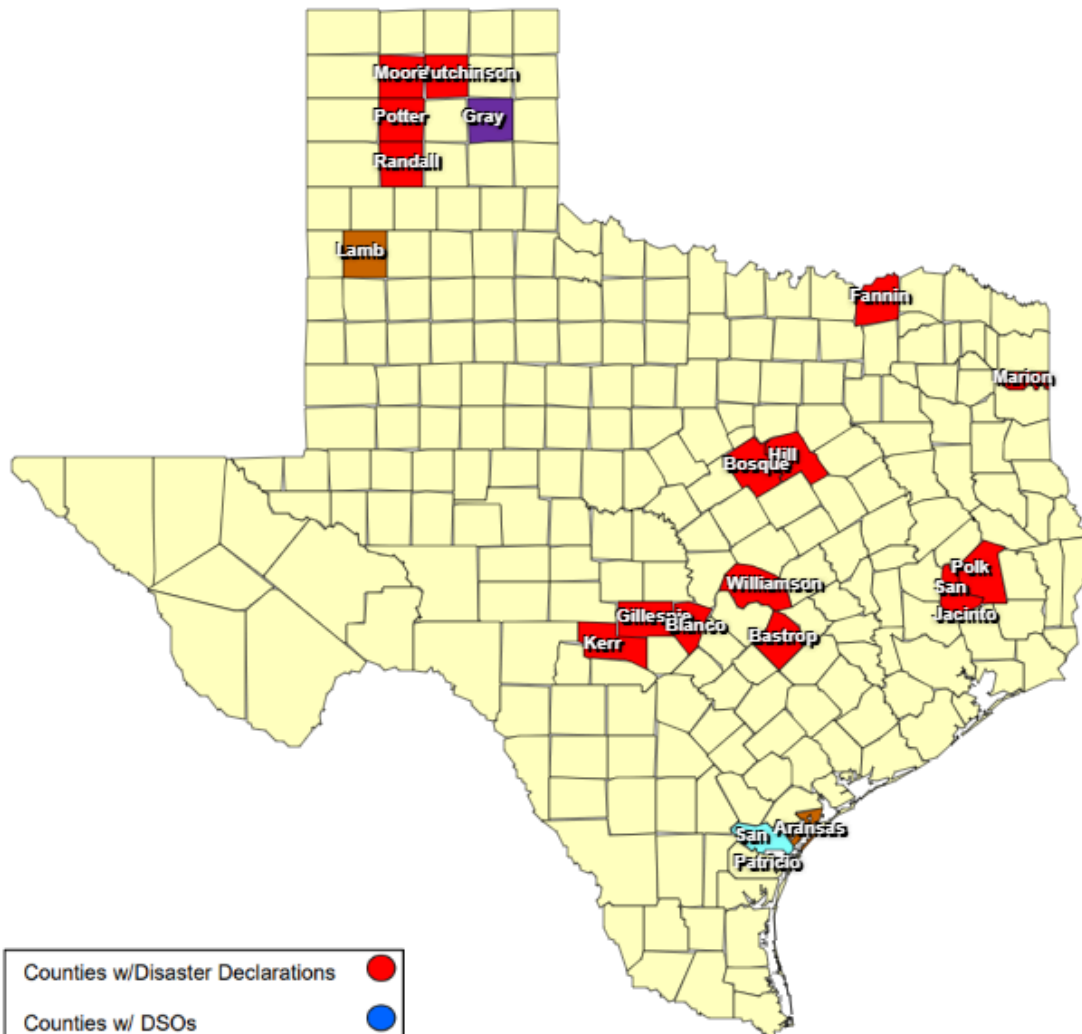 Moore
Hutchinson
Potter
Gray
Randall
Lamb
Fannin
Marion
Hill
Bosque
Polk
Williamson
San
Jacinto
Gillespie
Blanco
Bastrop
Kerr
Aransas
San
Patricio
Counties w/Disaster Declarations
Counties w/ DSOs